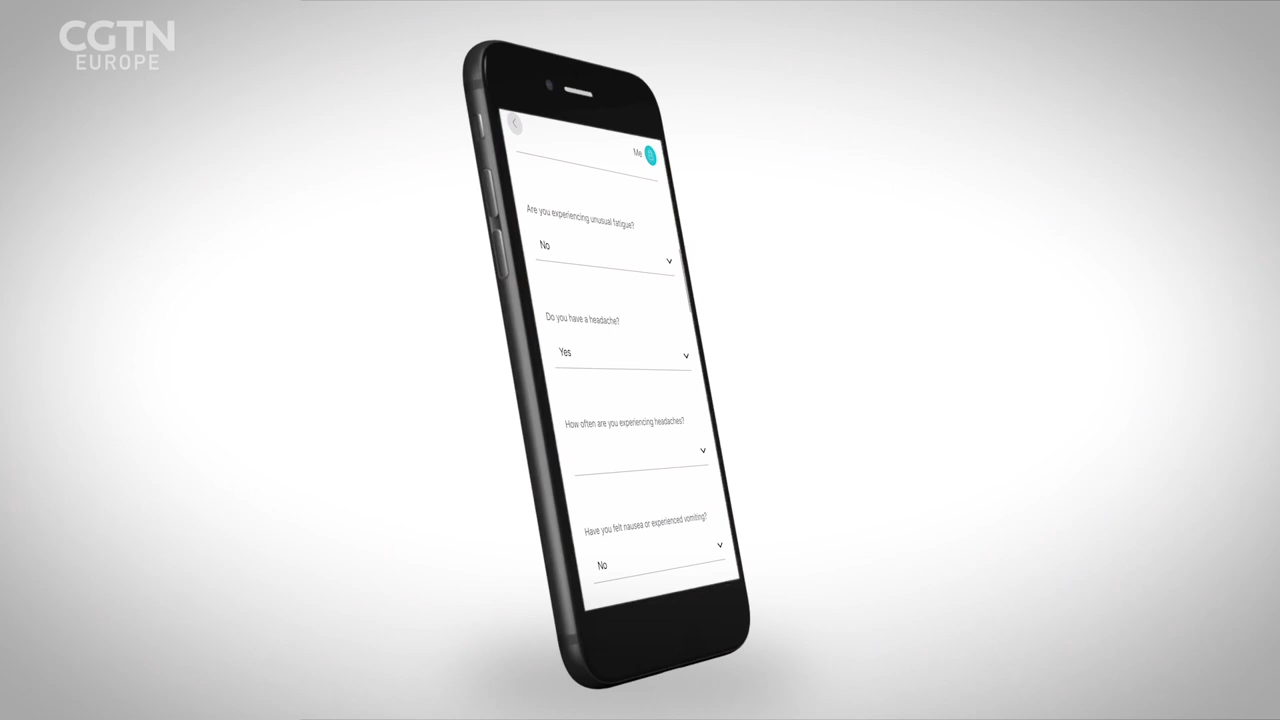 CGTN
EUROPE
Me
Are you experiencing unusual fatigue?
No
Do you have a headache?
Yes
How often are you experiencing headaches?
Have you felt nausea or experienced vomiting?
No